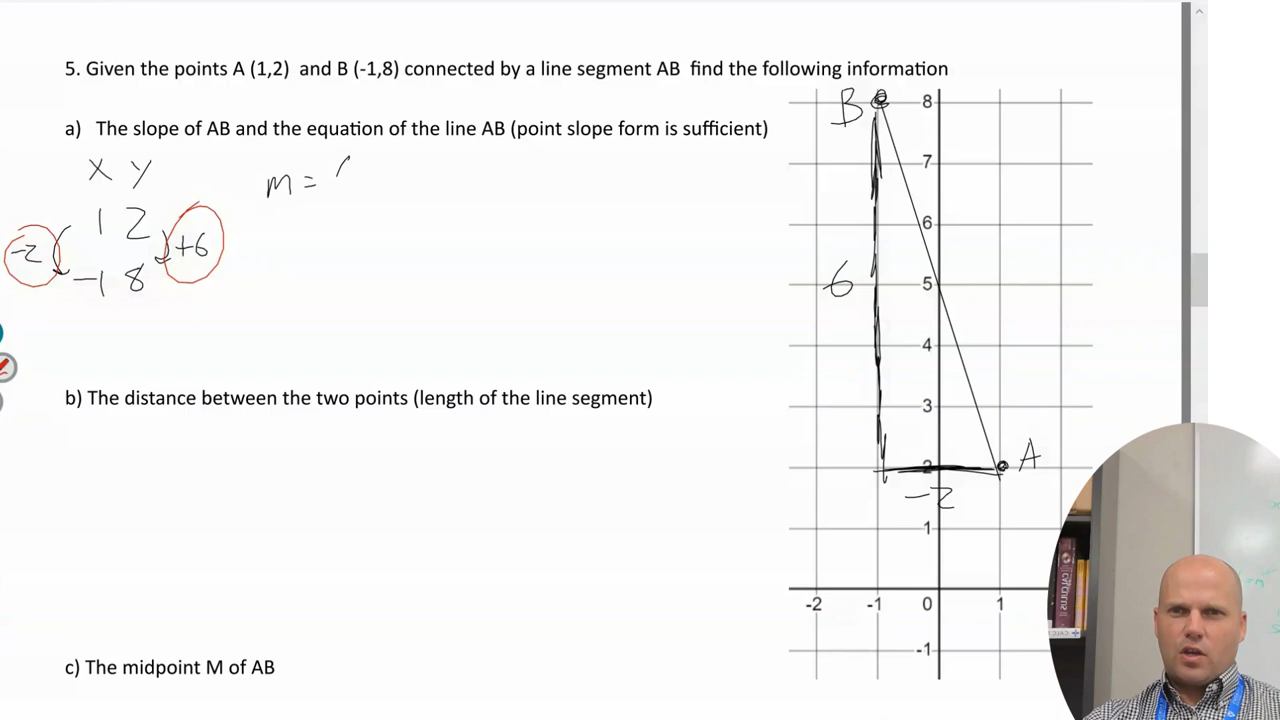 5. Given the points A (1,2) and B (-1,8) connected by a line segment AB find the following information
a) The slope of AB and the equation of the line AB (point slope form is sufficient)
X y
m =
1 2
-2
+6
-1 8
b) The distance between the two points (length of the line segment)
c) The midpoint M of AB
B
8
7
6
5
6
4
3
2
A
-2
1
-2 -1 0 1
-1